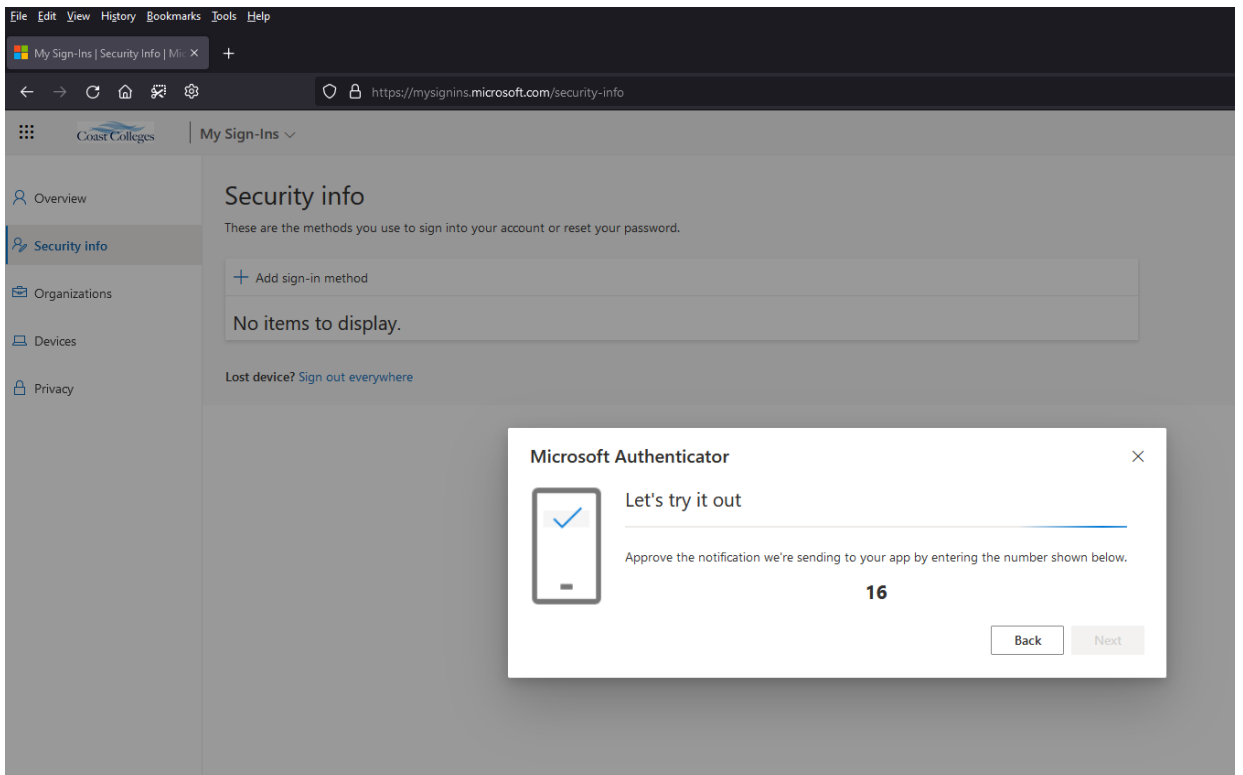 File Edit View History Bookmarks Tools Help
My Sign-Ins | Security Info | Mic
https://mysignins.microsoft.com/security-info
Coast Colleges
My Sign-Ins
Overview
Security info
Organizations
Devices
Privacy
Security info
These are the methods you use to sign into your account or reset your password.
Add sign-in method
No items to display.
Lost device? Sign out everywhere
Microsoft Authenticator
Let's try it out
Approve the notification we're sending to your app by entering the number shown below.
16
Back Next